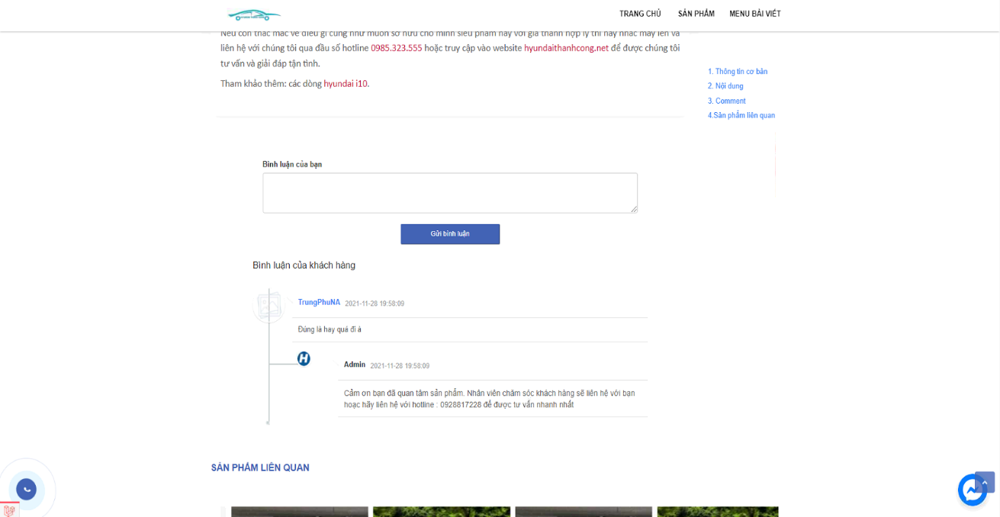 TRANG CHỦ SẢN PHẨM MENU BÀI VIẾT
Nếu còn thắc mắc về điều gì cũng như muốn sở hữu cho mình siêu phẩm này với giá thành hợp lý thì hãy nhấc máy lên và
liên hệ với chúng tôi qua đầu số hotline 0985.323.555 hoặc truy cập vào website hyundaithanhcong.net để được chúng tôi
tư vấn và giải đáp tận tình.
Tham khảo thêm: các dòng hyundai i10.
1. Thông tin cơ bản
2. Nội dung
3. Comment
4.Sản phẩm liên quan
Bình luận của bạn
Gửi bình luận
Bình luận của khách hàng
TrungPhuNA 2021-11-28 19:58:09
Đúng là hay quá đi à
Admin 2021-11-28 19:58:09
Cảm ơn bạn đã quan tâm sản phẩm. Nhân viên chăm sóc khách hàng sẽ liên hệ với bạn
hoạc hãy liên hệ với hotline : 0928817228 để được tư vấn nhanh nhất
SẢN PHẨM LIÊN QUAN